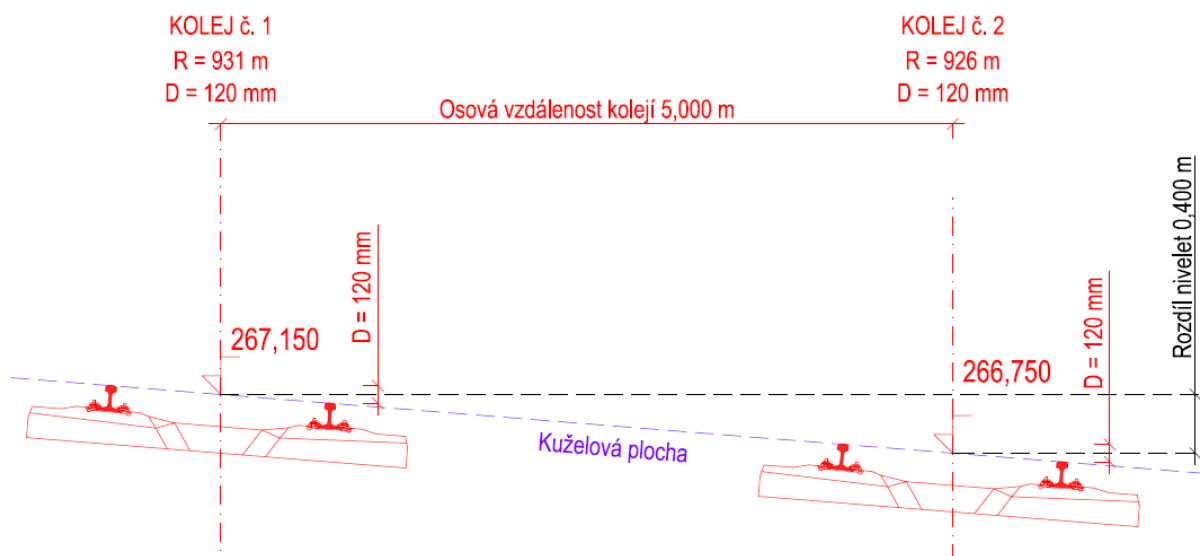 KOLEJ č. 1
R = 931 m
D = 120 mm
KOLEJ č. 2
R = 926 m
D = 120 mm
Osová vzdálenost kolejí 5,000 m
D = 120 mm
267,150
Rozdíl nivelet 0,400 m
D = 120 mm
266,750
Kuželová plocha